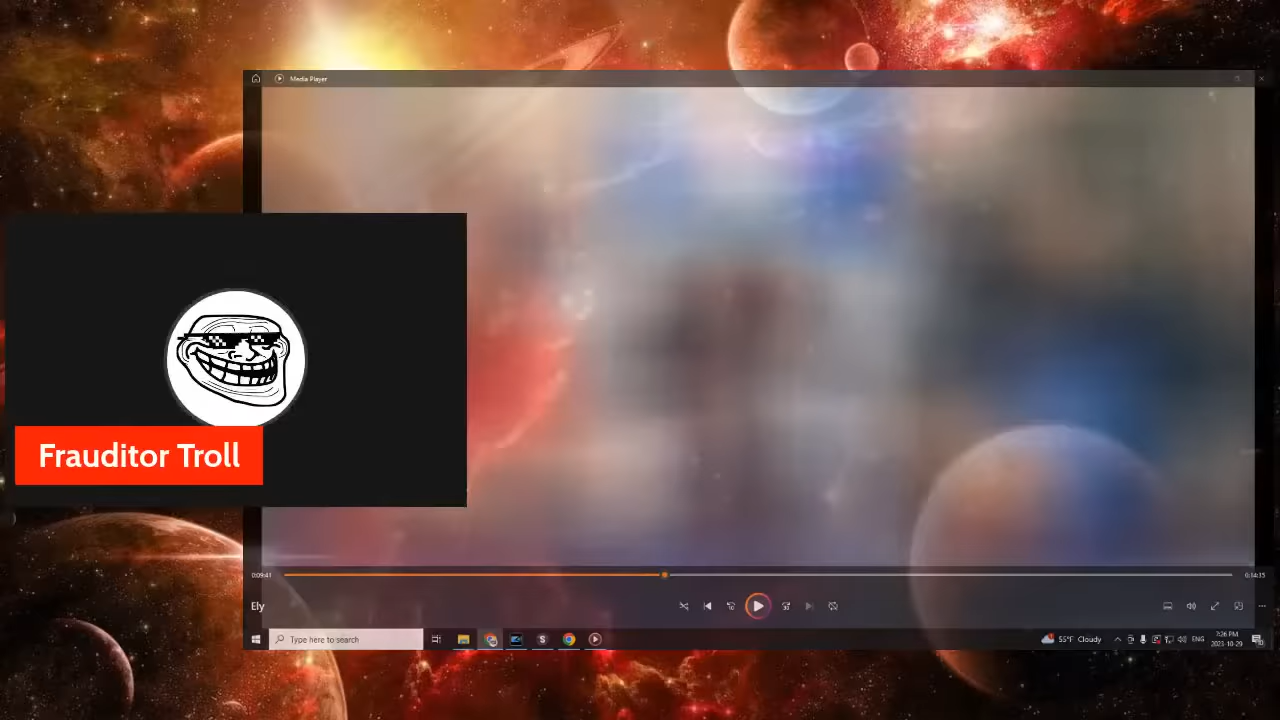 Media Player
Frauditor Troll
0:09:41
0:14:35
Ely
Type here to search
55°F Cloudy
ENG
7:26 PM
2023-10-29